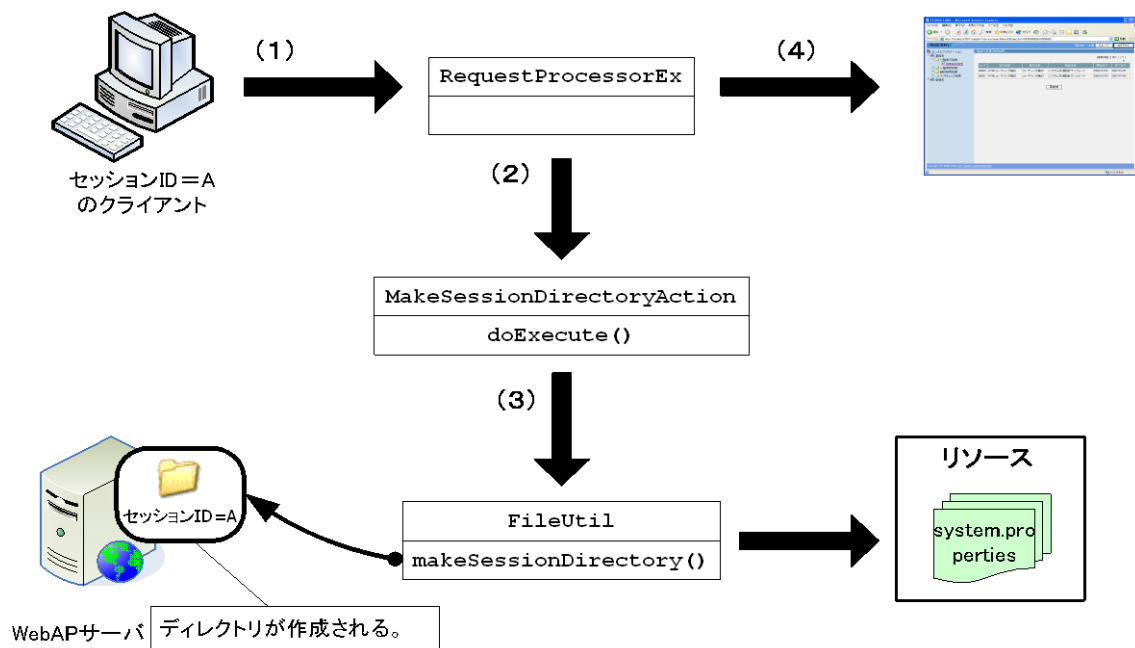 （1）
（4）
RequestProcessorEx
セッションID＝A
のクライアント
（2）
MakeSessionDirectoryAction
doExecute()
（3）
リソース
system.pro
perties
セッションID=A
FileUtil
makeSessionDirectory()
WebAPサーバ
ディレクトリが作成される。